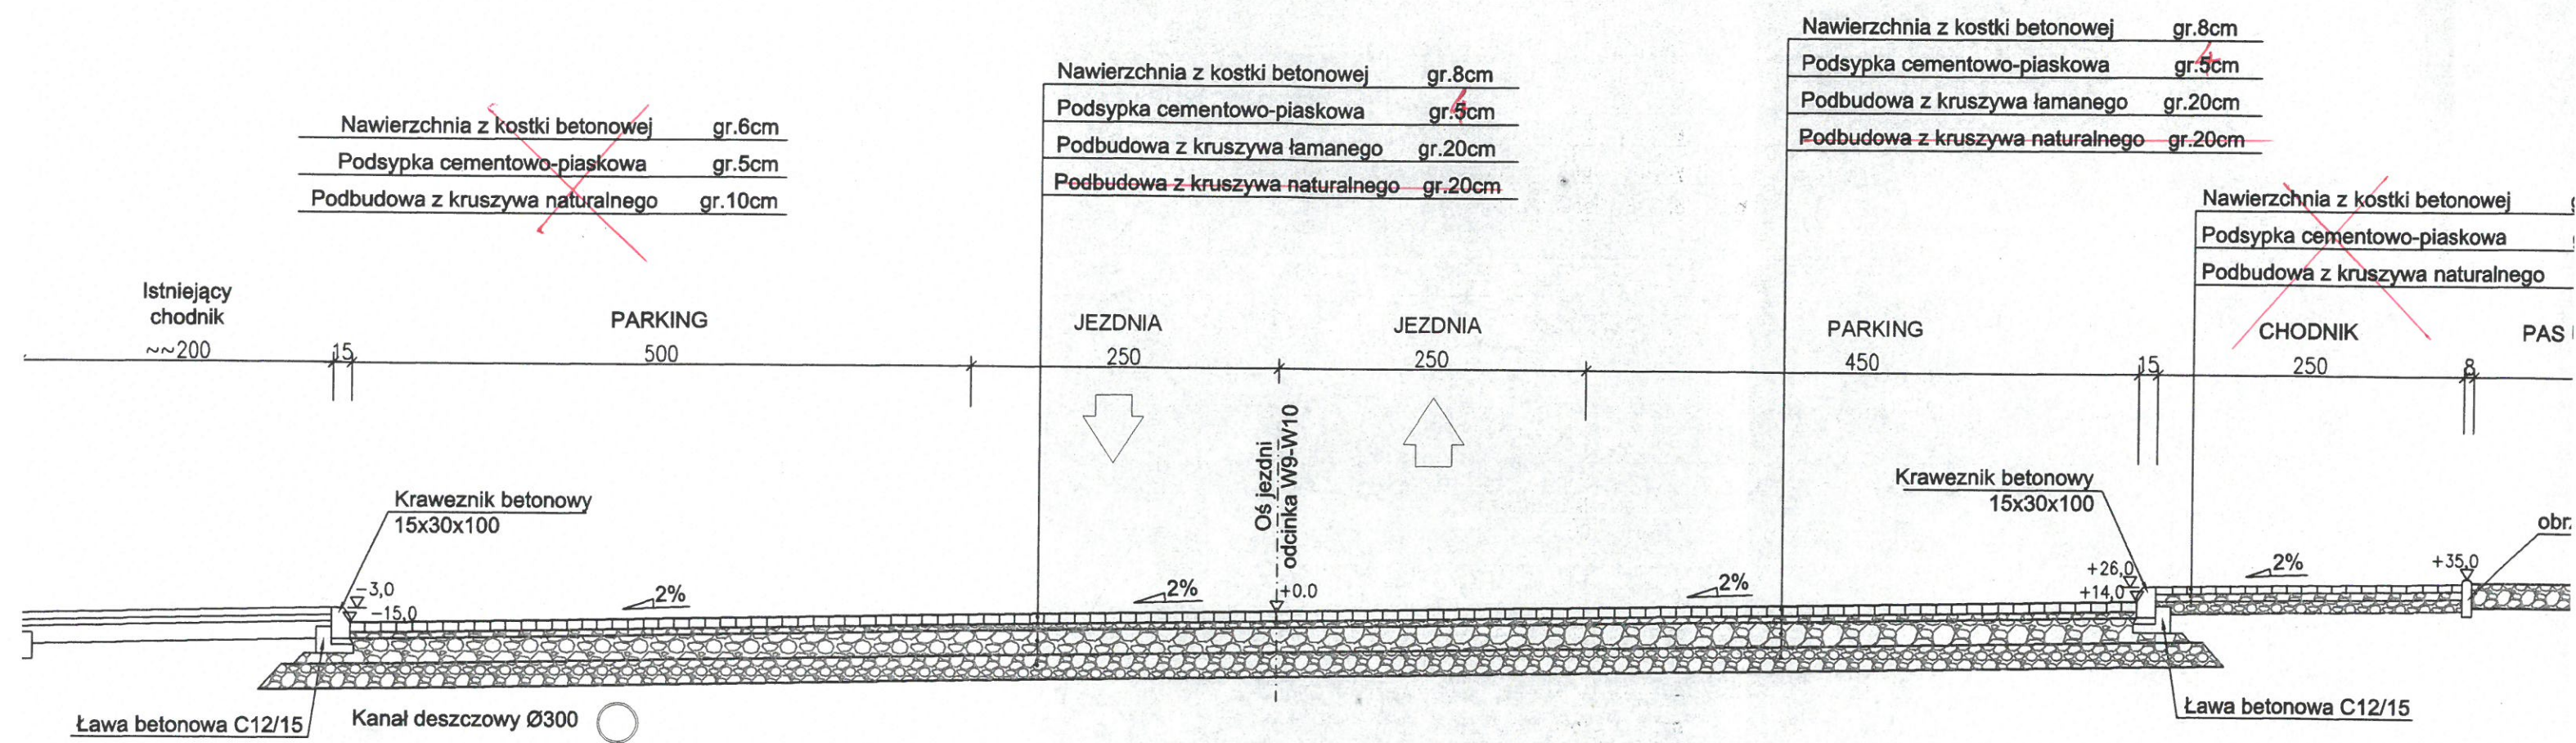 Nawierzchnia z kostki betonowej gr.6cm
Podsypka cementowo-piaskowa gr.5cm
Podbudowa z kruszywa naturalnego gr.10cm
Nawierzchnia z kostki betonowej gr.8cm
Podsypka cementowo-piaskowa gr.5cm
4
Podbudowa z kruszywa łamanego gr.20cm
Podbudowa z kruszywa naturalnego gr.20cm
Nawierzchnia z kostki betonowej gr.8cm
Podsypka cementowo-piaskowa gr.5cm
4
Podbudowa z kruszywa łamanego gr.20cm
Podbudowa z kruszywa naturalnego gr.20cm
Nawierzchnia z kostki betonowej
Podsypka cementowo-piaskowa
Podbudowa z kruszywa naturalnego
Istniejący
chodnik
~~200
15
PARKING
500
JEZDNIA
250
JEZDNIA
250
PARKING
450
15
CHODNIK
250
8
PAS
Oś jezdni
odcinka W9-W10
Kraweznik betonowy
15x30x100
Kraweznik betonowy
15x30x100
obrz
-3,0
-15,0
2%
2%
+0.0
2%
+26,0
+14,0
2%
+35,0
Ława betonowa C12/15
Kanał deszczowy Ø300
Ława betonowa C12/15